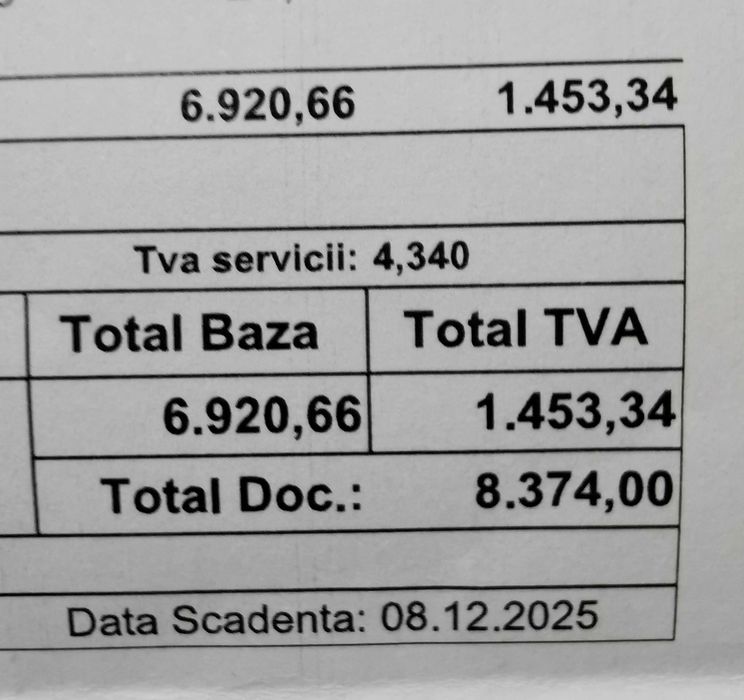 6.920,66 1.453,34
Tva servicii: 4,340
Total Baza Total TVA
6.920,66 1.453,34
Total Doc.: 8.374,00
Data Scadenta: 08.12.2025